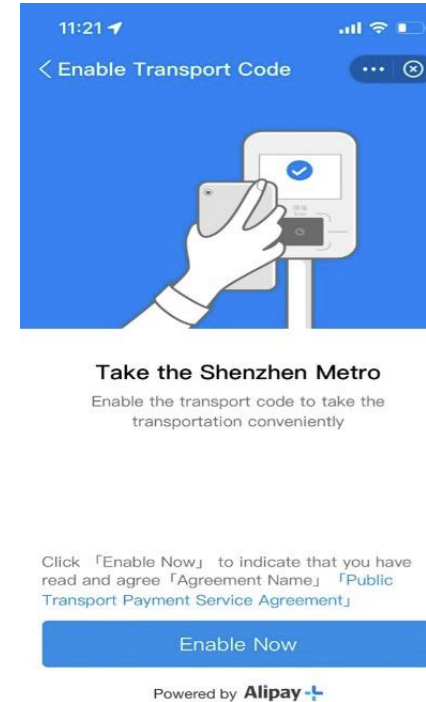 11:21
Enable Transport Code
Take the Shenzhen Metro
Enable the transport code to take the
transportation conveniently
Click 「Enable Now」 to indicate that you have
read and agree「Agreement Name」「Public
Transport Payment Service Agreement」
Enable Now
Powered by Alipay